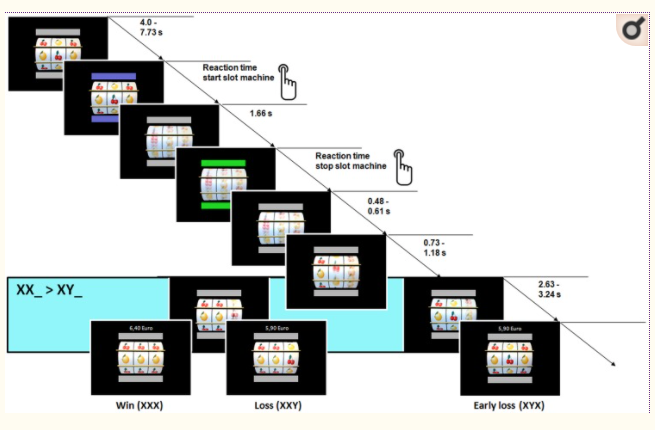 4.0 -
7.73 s
Reaction time
start slot machine
1.66 s
Reaction time
stop slot machine
0.48 -
0.61 s
0.73 -
1.18 s
2.63 -
3.24 s
XX_ > XY_
6,40 Euro
5,90 Euro
5,90 Euro
Win (XXX)
Loss (XXY)
Early loss (XYX)